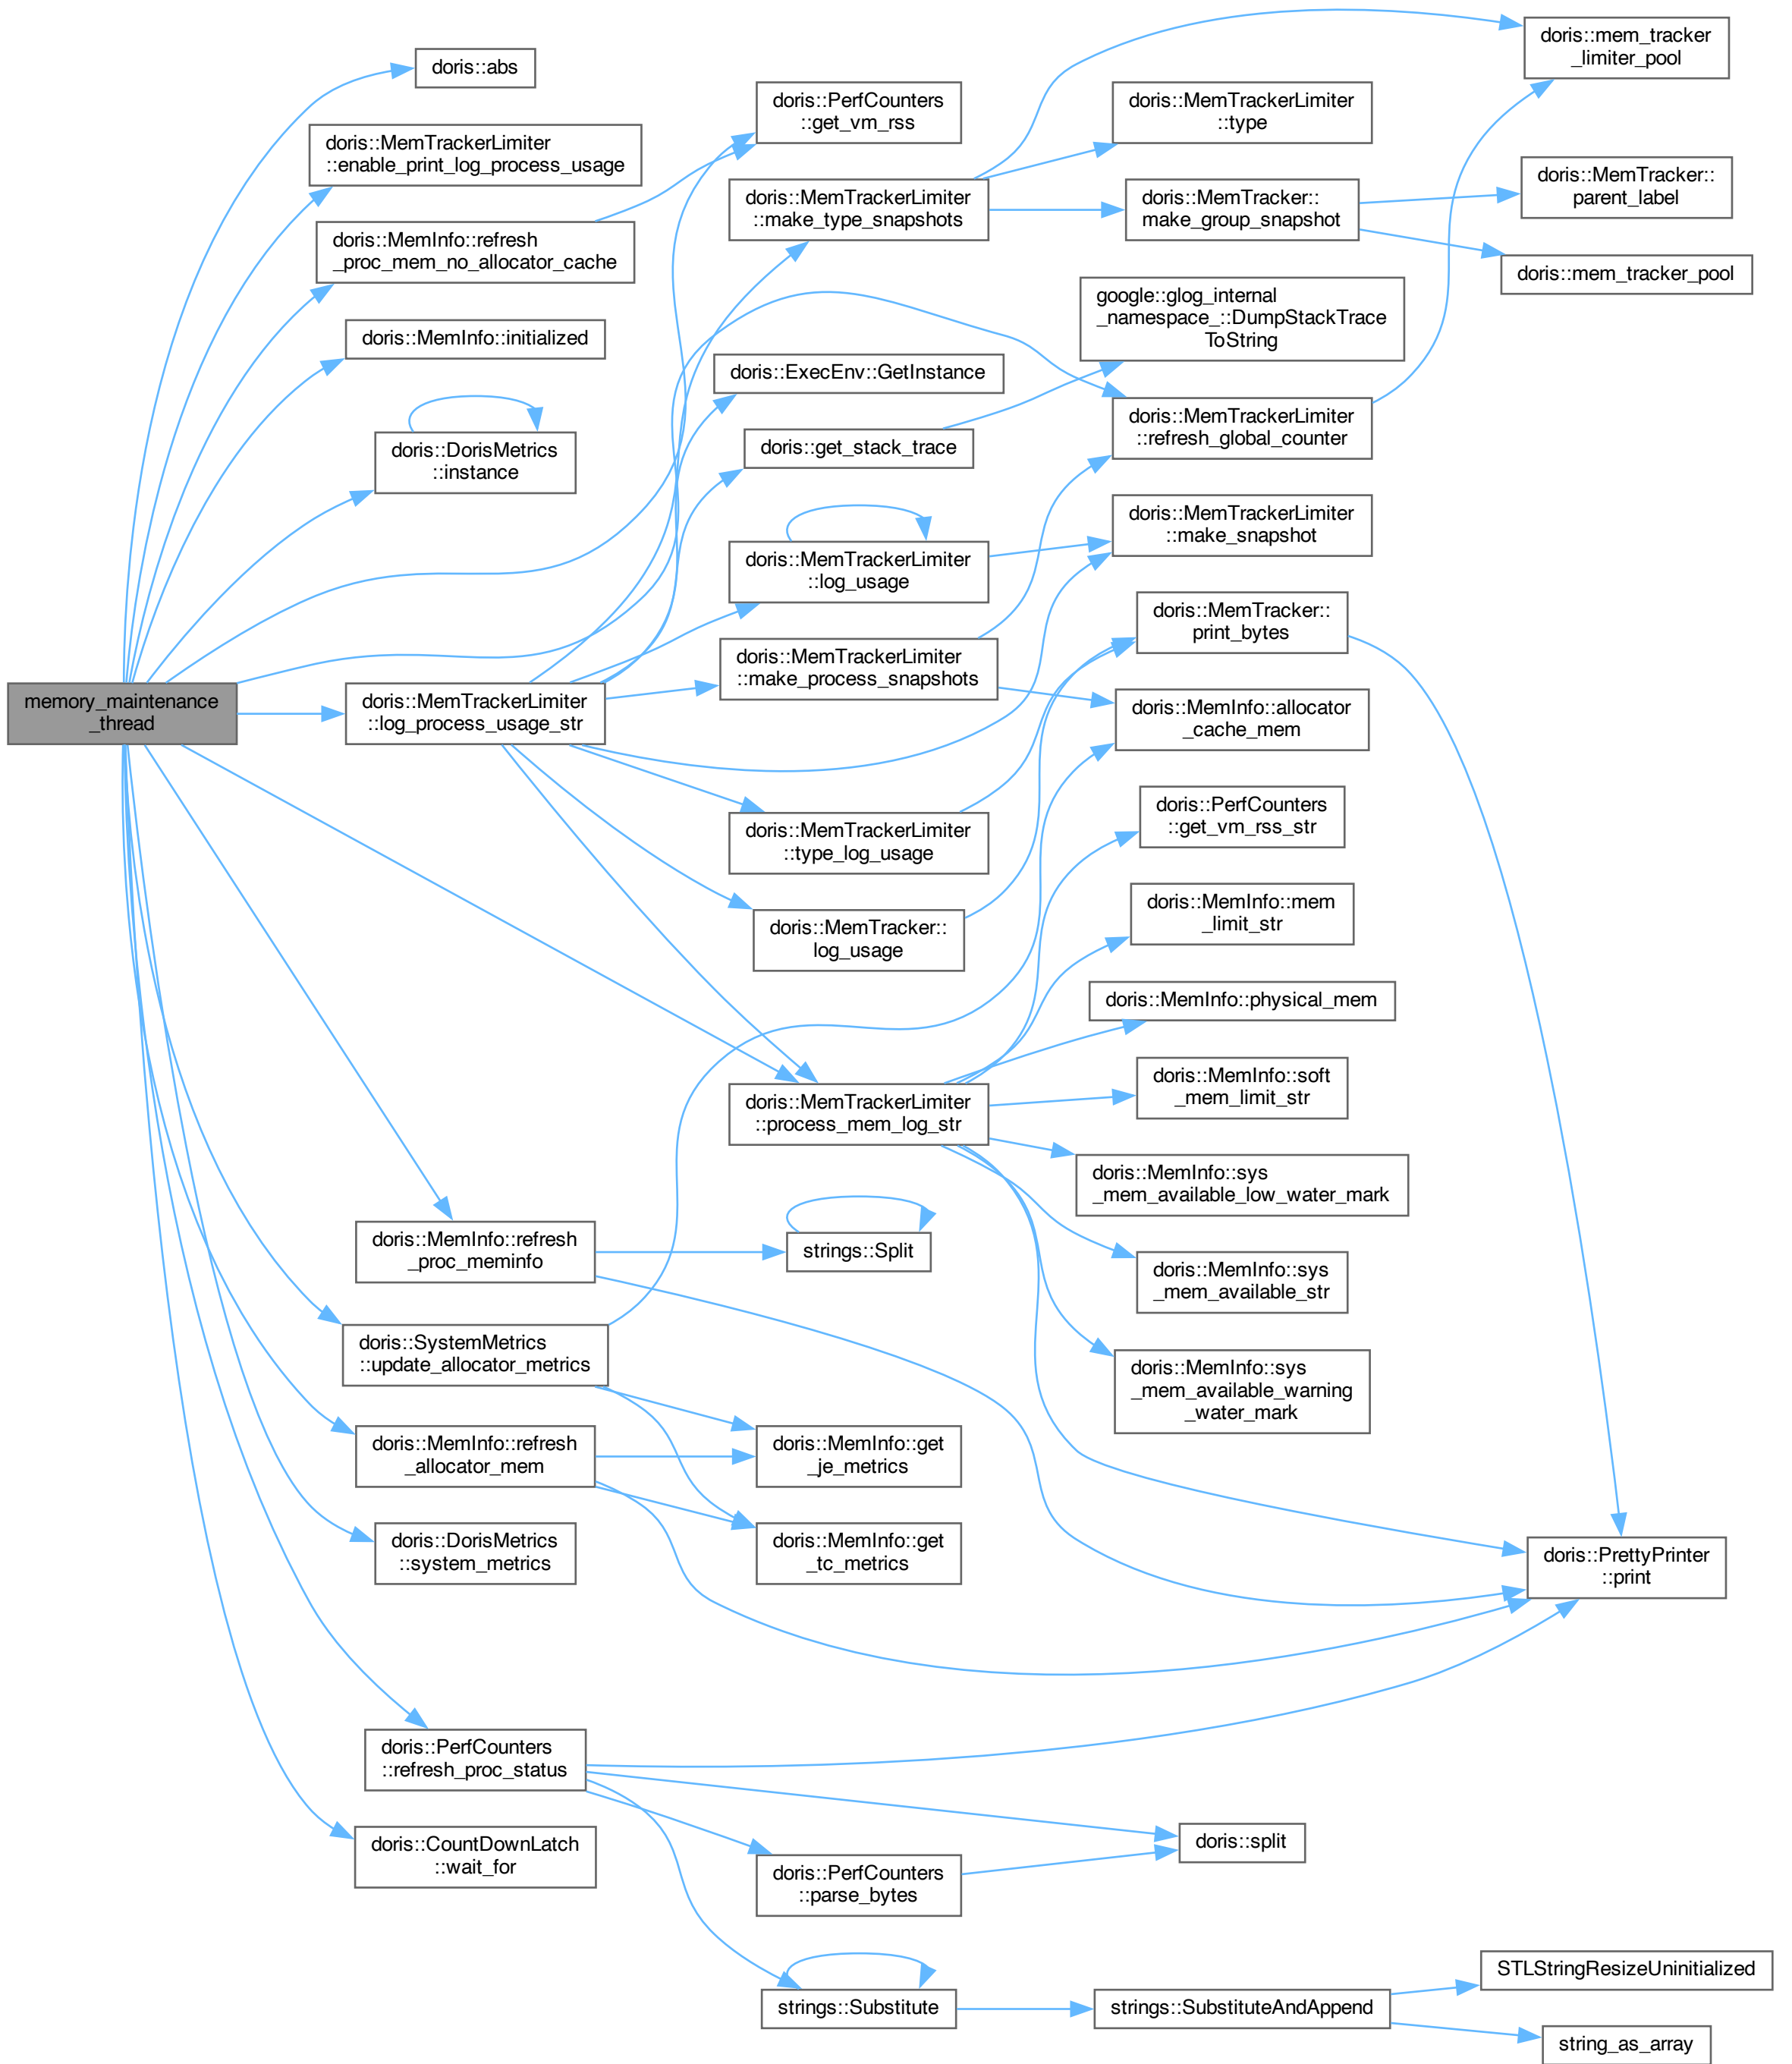 memory_maintenance
_thread
doris::abs
doris::MemTrackerLimiter
::enable_print_log_process_usage
doris::MemInfo::refresh
_proc_mem_no_allocator_cache
doris::MemInfo::initialized
doris::DorisMetrics
::instance
doris::MemTrackerLimiter
::log_process_usage_str
doris::MemInfo::refresh
_proc_meminfo
doris::SystemMetrics
::update_allocator_metrics
doris::MemInfo::refresh
_allocator_mem
doris::DorisMetrics
::system_metrics
doris::PerfCounters
::refresh_proc_status
doris::CountDownLatch
::wait_for
doris::PerfCounters
::get_vm_rss
doris::MemTrackerLimiter
::make_type_snapshots
doris::ExecEnv::GetInstance
doris::get_stack_trace
doris::MemTrackerLimiter
::log_usage
doris::MemTrackerLimiter
::make_process_snapshots
doris::MemTrackerLimiter
::type_log_usage
doris::MemTracker::
log_usage
doris::MemTrackerLimiter
::process_mem_log_str
strings::Split
doris::MemInfo::get
_je_metrics
doris::MemInfo::get
_tc_metrics
doris::PerfCounters
::parse_bytes
strings::Substitute
doris::MemTrackerLimiter
::type
doris::MemTracker::
make_group_snapshot
google::glog_internal
_namespace_::DumpStackTrace
ToString
doris::MemTrackerLimiter
::refresh_global_counter
doris::MemTrackerLimiter
::make_snapshot
doris::MemTracker::
print_bytes
doris::MemInfo::allocator
_cache_mem
doris::PerfCounters
::get_vm_rss_str
doris::MemInfo::mem
_limit_str
doris::MemInfo::physical_mem
doris::MemInfo::soft
_mem_limit_str
doris::MemInfo::sys
_mem_available_low_water_mark
doris::MemInfo::sys
_mem_available_str
doris::MemInfo::sys
_mem_available_warning
_water_mark
doris::split
strings::SubstituteAndAppend
doris::mem_tracker
_limiter_pool
doris::MemTracker::
parent_label
doris::mem_tracker_pool
doris::PrettyPrinter
::print
STLStringResizeUninitialized
string_as_array